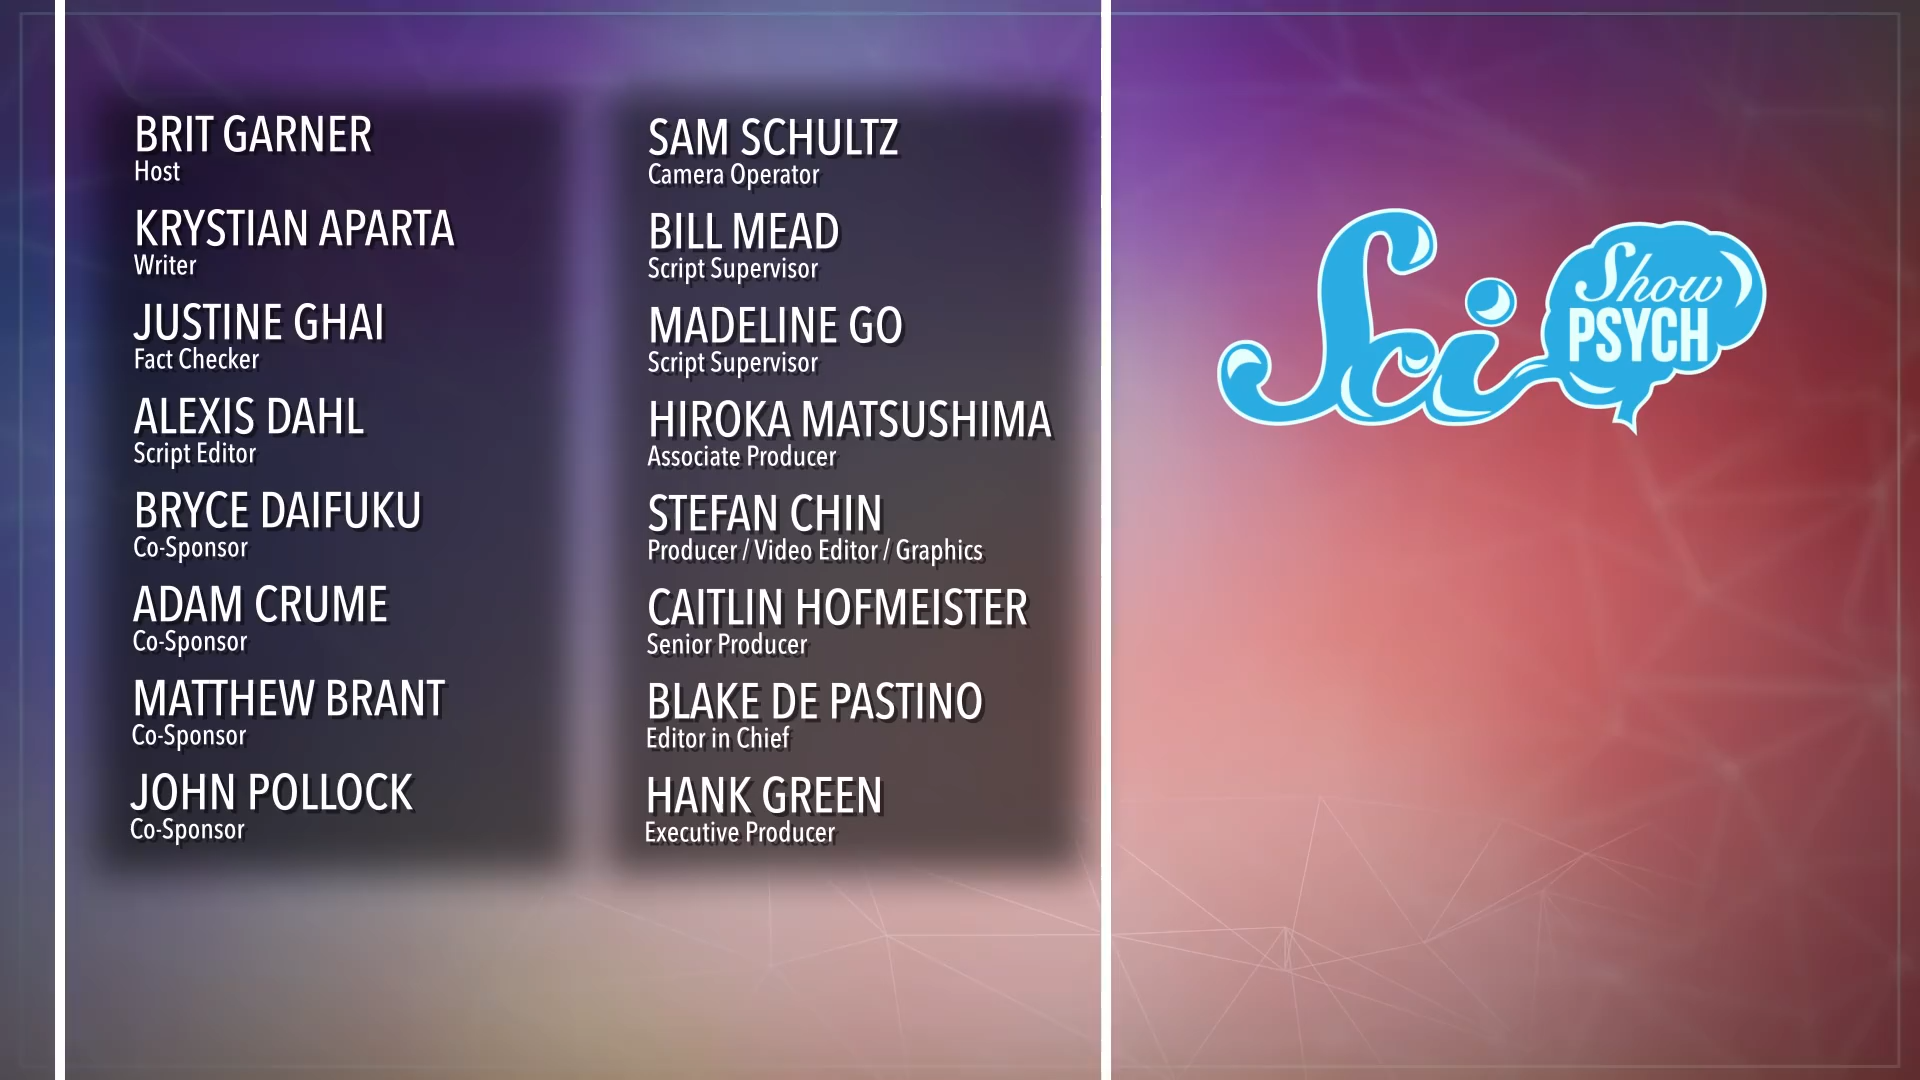 BRIT GARNER
Host
KRYSTIAN APARTA
Writer
JUSTINE GHAI
Fact Checker
ALEXIS DAHL
Script Editor
BRYCE DAIFUKU
Co-Sponsor
ADAM CRUME
Co-Sponsor
MATTHEW BRANT
Co-Sponsor
JOHN POLLOCK
Co-Sponsor
SAM SCHULTZ
Camera Operator
BILL MEAD
Script Supervisor
MADELINE GO
Script Supervisor
HIROKA MATSUSHIMA
Associate Producer
STEFAN CHIN
Producer / Video Editor / Graphics
CAITLIN HOFMEISTER
Senior Producer
BLAKE DE PASTINO
Editor in Chief
HANK GREEN
Executive Producer
Sci
Show
PSYCH